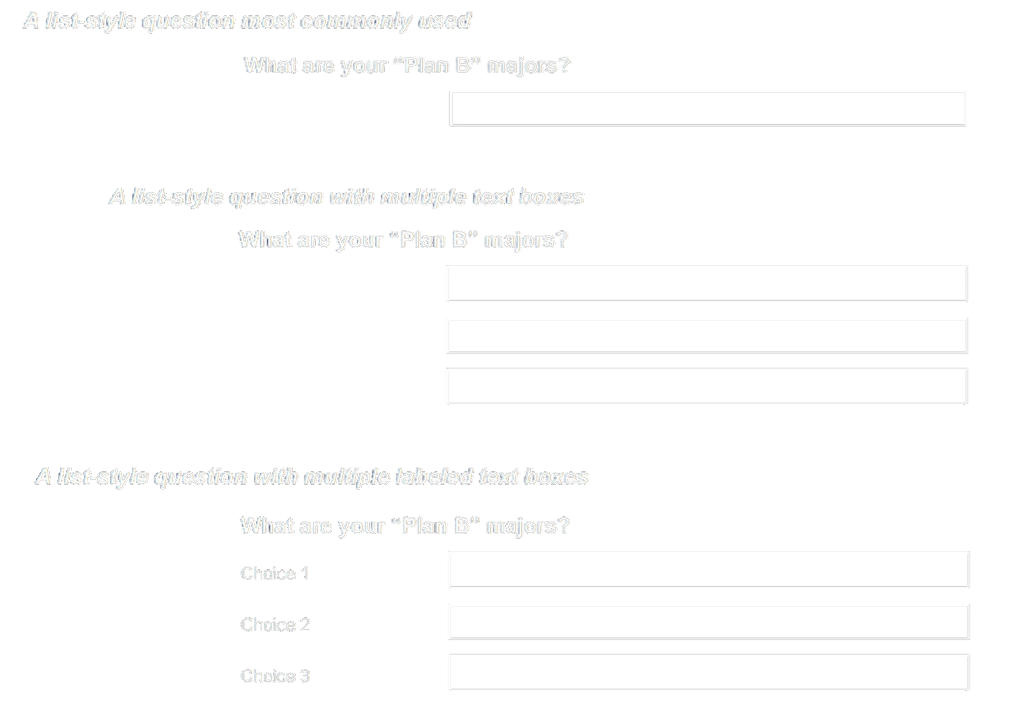 A list-style question most commonly used
What are your “Plan B” majors?
A list-style question with multiple text boxes
What are your “Plan B” majors?
A list-style question with multiple labeled text boxes
What are your “Plan B” majors?
Choice 1
Choice 2
Choice 3